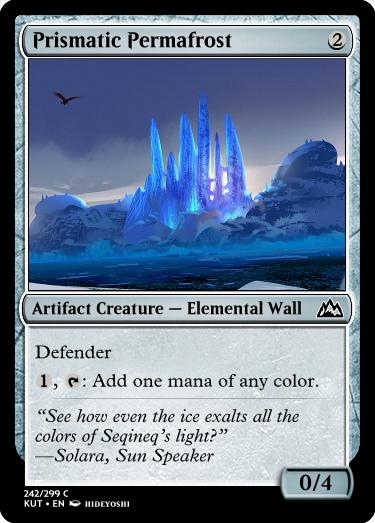 Prismatic Permafrost 2
Artifact Creature — Elemental Wall
Defender
1, T: Add one mana of any color.
“See how even the ice exalts all the
colors of Seqineq's light?”
—Solara, Sun Speaker
0/4
242/299 C
KUT • EN HIDEYOSHI